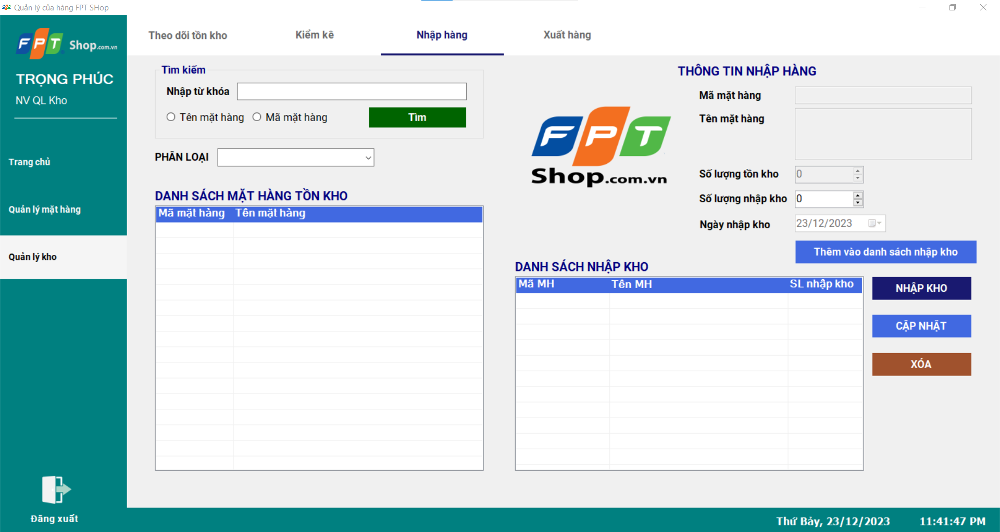 Quản lý của hàng FPT SHop
FPT Shop.com.vn
TRỌNG PHÚC
NV QL Kho
Trang chủ
Quản lý mặt hàng
Quản lý kho
Đăng xuất
Theo dõi tồn kho
Kiểm kê
Nhập hàng
Xuất hàng
Tìm kiếm
Nhập từ khóa
Tên mặt hàng
Mã mặt hàng
Tìm
PHÂN LOẠI
DANH SÁCH MẶT HÀNG TỒN KHO
Mã mặt hàng Tên mặt hàng
FPT
Shop.com.vn
THÔNG TIN NHẬP HÀNG
Mã mặt hàng
Tên mặt hàng
Số lượng tồn kho 0
Số lượng nhập kho 0
Ngày nhập kho 23/12/2023
Thêm vào danh sách nhập kho
DANH SÁCH NHẬP KHO
Mã MH Tên MH SL nhập kho
NHẬP KHO
CẬP NHẬT
XÓA
Thứ Bảy, 23/12/2023 11:41:47 PM